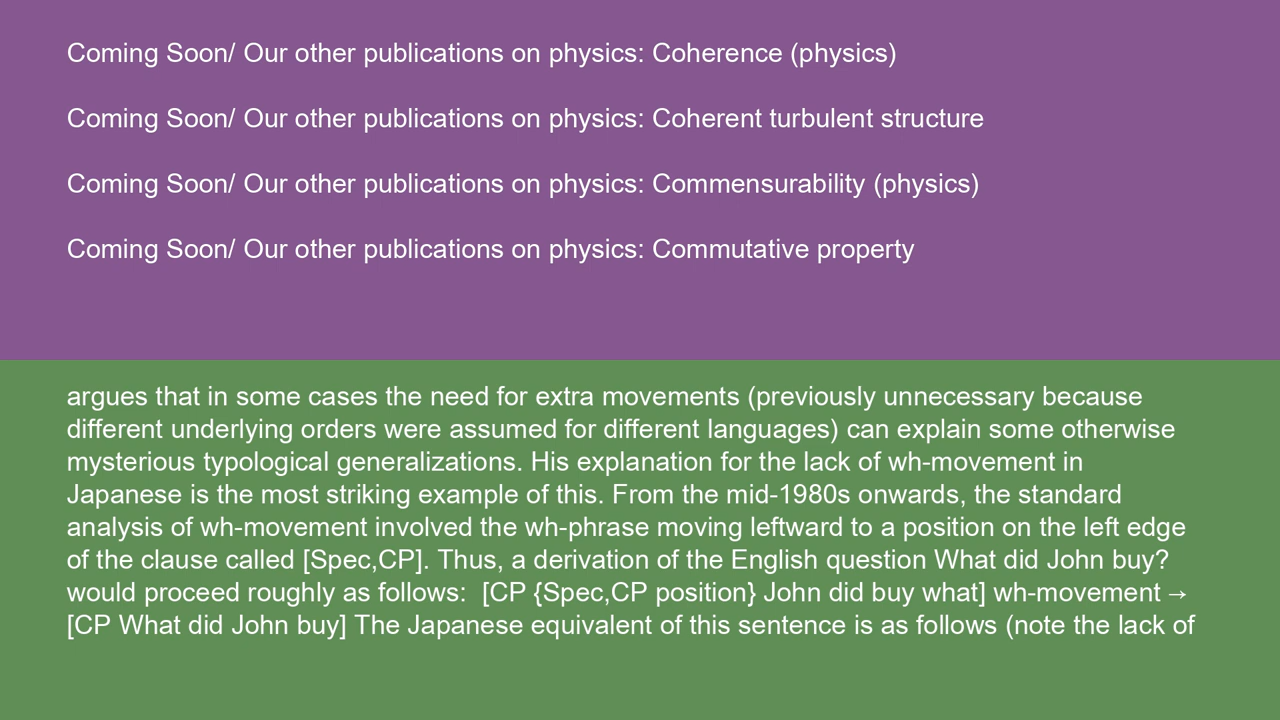 Coming Soon/ Our other publications on physics: Coherence (physics)
Coming Soon/ Our other publications on physics: Coherent turbulent structure
Coming Soon/ Our other publications on physics: Commensurability (physics)
Coming Soon/ Our other publications on physics: Commutative property
argues that in some cases the need for extra movements (previously unnecessary because
different underlying orders were assumed for different languages) can explain some otherwise
mysterious typological generalizations. His explanation for the lack of wh-movement in
Japanese is the most striking example of this. From the mid-1980s onwards, the standard
analysis of wh-movement involved the wh-phrase moving leftward to a position on the left edge
of the clause called [Spec,CP]. Thus, a derivation of the English question What did John buy?
would proceed roughly as follows:  [CP {Spec,CP position} John did buy what] wh-movement →
[CP What did John buy] The Japanese equivalent of this sentence is as follows (note the lack of